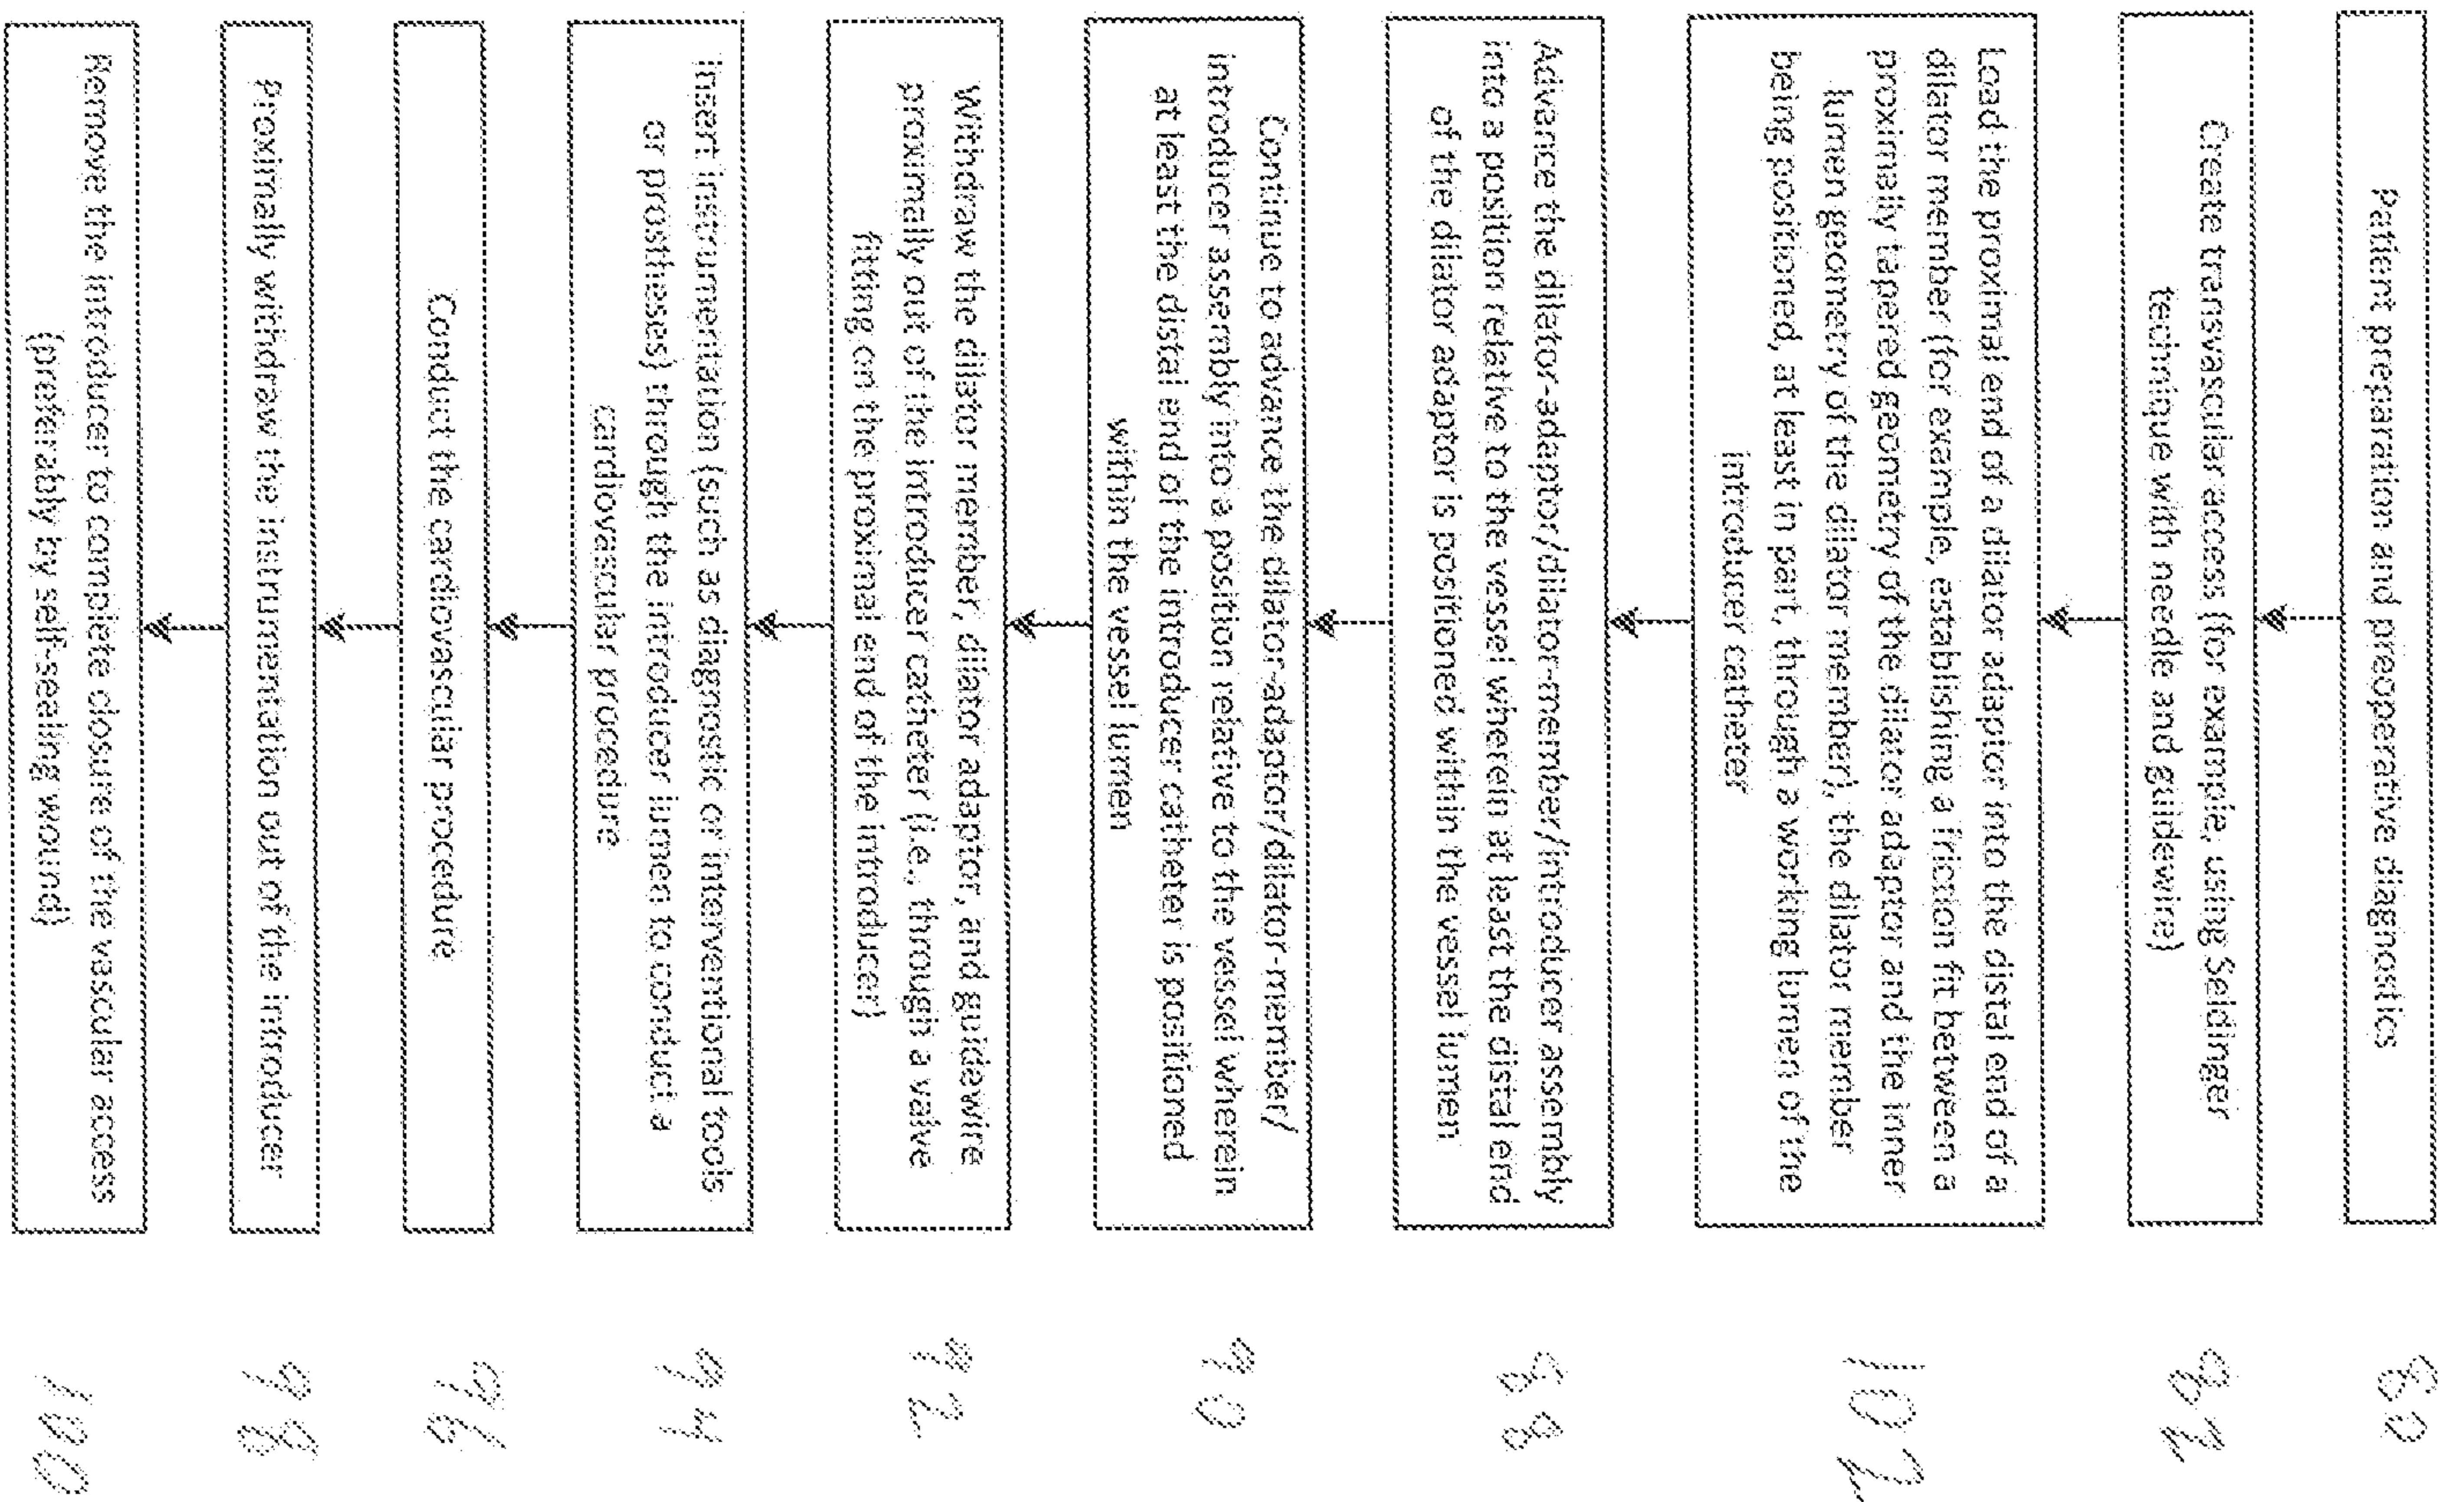 Patient preparation and preoperative diagnostics
80
Create transvascular access (for example, using Seldinger
technique with needle and guidewire)
82
Load the proximal end of a dilator adaptor into the distal end of a
dilator member (for example, establishing a friction fit between a
proximally tapered geometry of the dilator adaptor and the inner
lumen geometry of the dilator member), the dilator member
being positioned, at least in part, through a working lumen of the
introducer catheter
102
Advance the dilator-adaptor/dilator-member/introducer assembly
into a position relative to the vessel wherein at least the distal end
of the dilator adaptor is positioned within the vessel lumen
88
Continue to advance the dilator-adaptor/dilator-member/
introducer assembly into a position relative to the vessel wherein
at least the distal end of the introducer catheter is positioned
within the vessel lumen
90
Withdraw the dilator member, dilator adaptor, and guidewire
proximally out of the introducer catheter (i.e., through a valve
fitting on the proximal end of the introducer)
92
Insert instrumentation (such as diagnostic or interventional tools
or prostheses) through the introducer lumen to conduct a
cardiovascular procedure
94
Conduct the cardiovascular procedure
96
Proximally withdraw the instrumentation out of the introducer
98
Remove the introducer to complete closure of the vascular access
(preferably by self-sealing wound)
100